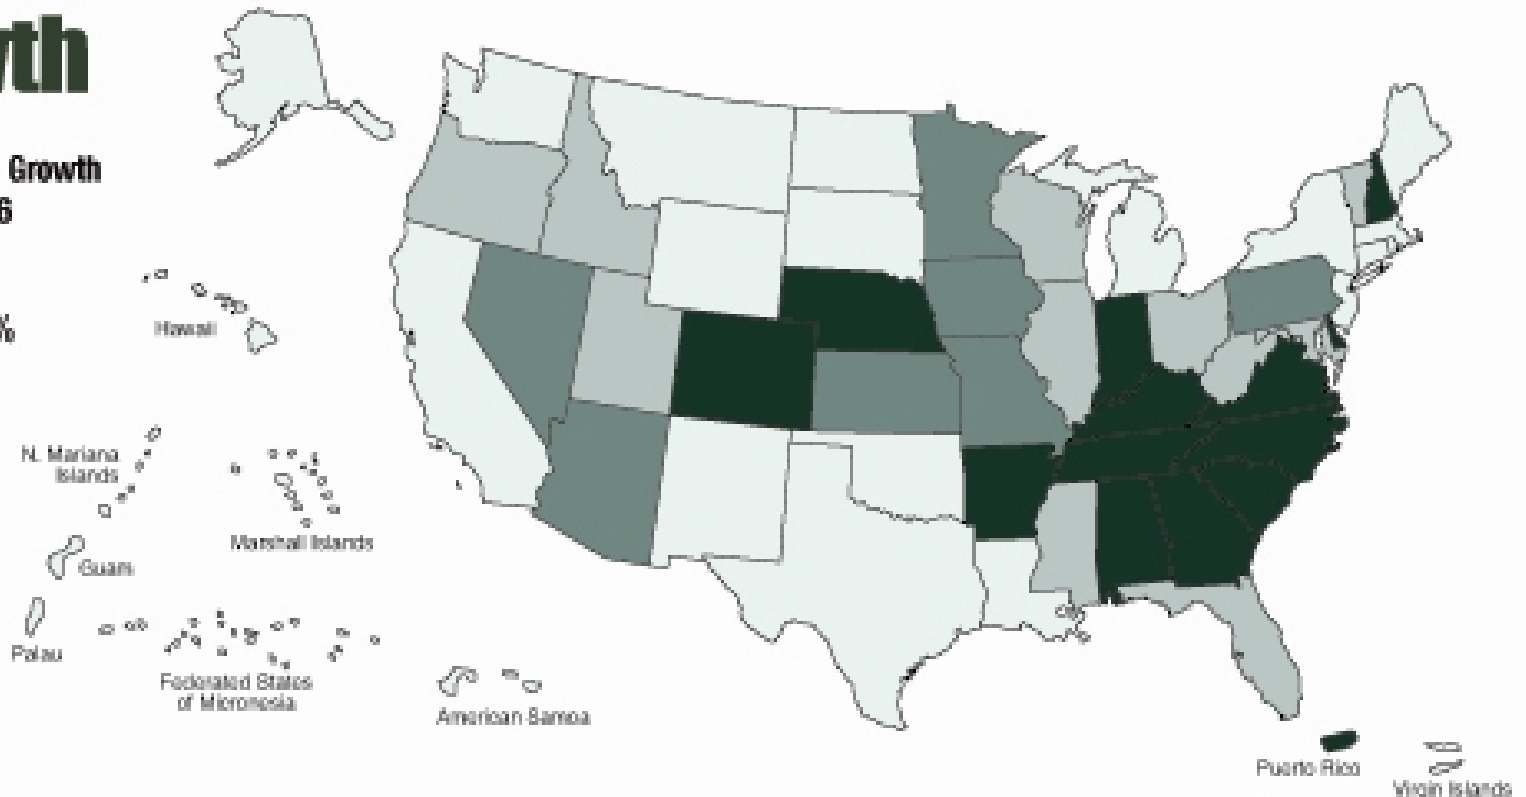 wth
Growth
6
%
Hawaii
N. Mariana
Islands
Marshall Islands
Guam
Palau
Federated States
of Micronesia
American Samoa
Puerto Rico
Virgin Islands